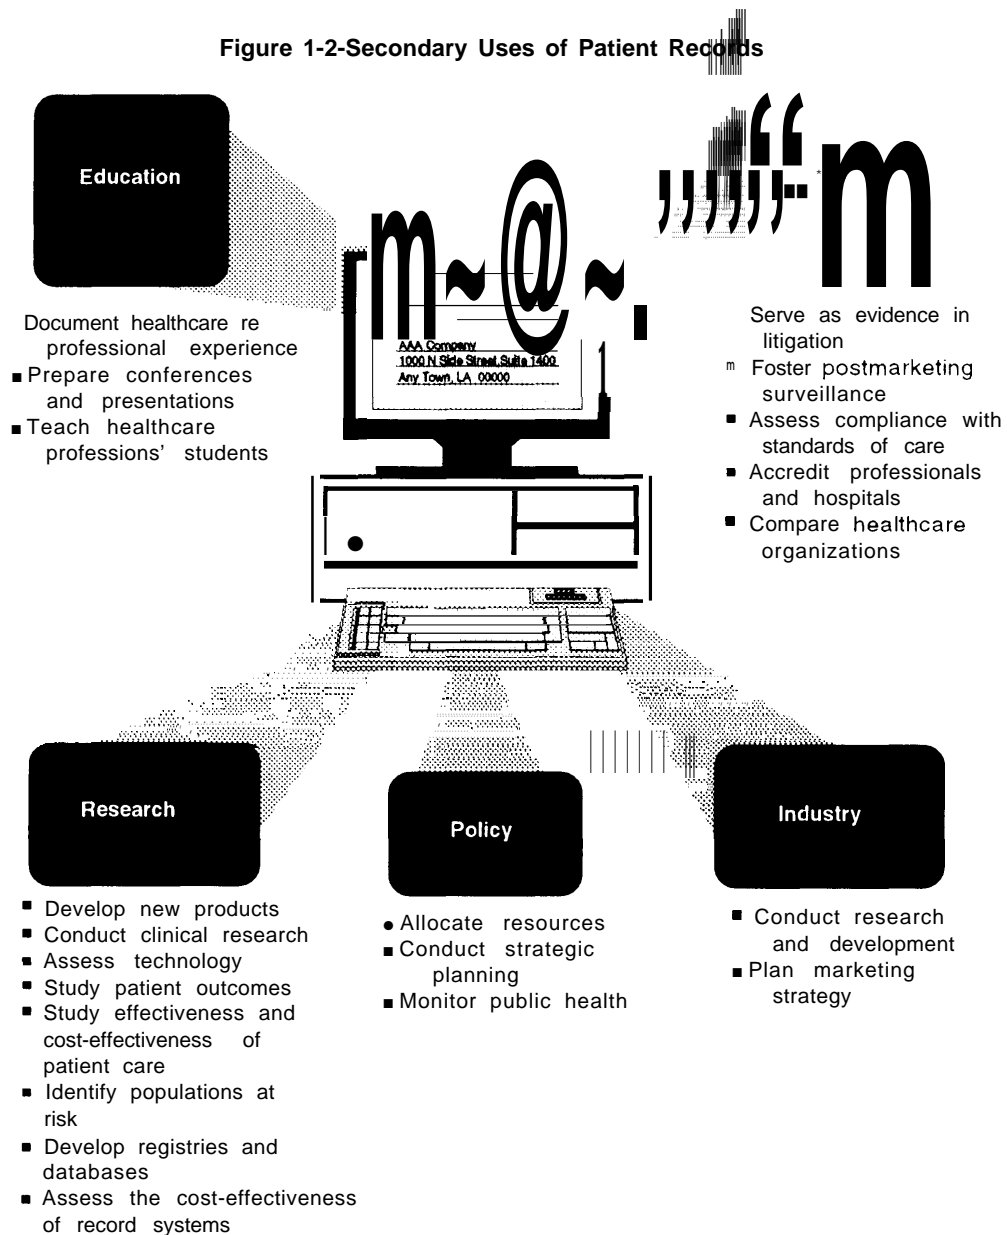 Figure 1-2-Secondary Uses of Patient Records
Education
Document healthcare re
professional experience
■ Prepare conferences
and presentations
■ Teach healthcare
professions' students
m~@~.
AAA Company
1000 N Side Street, Suite 1400
Any Town, LA 00000
m
Serve as evidence in
litigation
m Foster postmarketing
surveillance
■ Assess compliance with
standards of care
■ Accredit professionals
and hospitals
■ Compare healthcare
organizations
Research
■ Develop new products
■ Conduct clinical research
■ Assess technology
■ Study patient outcomes
■ Study effectiveness and
cost-effectiveness of
patient care
■ Identify populations at
risk
■ Develop registries and
databases
■ Assess the cost-effectiveness
of record systems
Policy
● Allocate resources
■ Conduct strategic
planning
■ Monitor public health
Industry
■ Conduct research
and development
■ Plan marketing
strategy